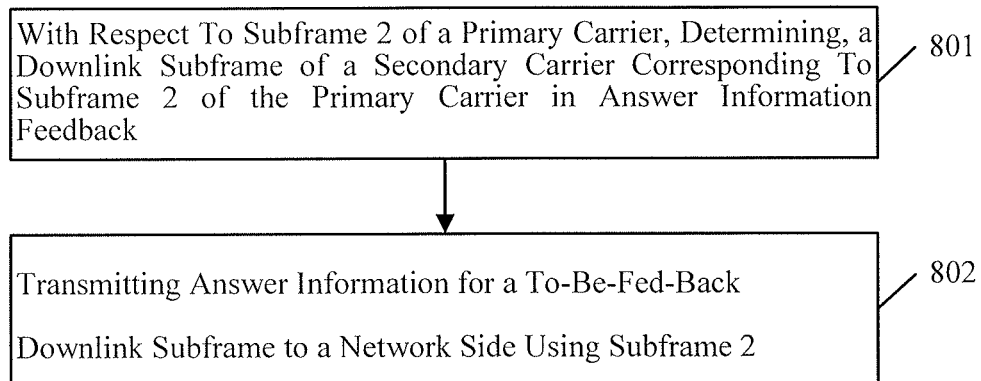 With Respect To Subframe 2 of a Primary Carrier, Determining, a
Downlink Subframe of a Secondary Carrier Corresponding To
Subframe 2 of the Primary Carrier in Answer Information
Feedback
801
Transmitting Answer Information for a To-Be-Fed-Back
Downlink Subframe to a Network Side Using Subframe 2
802